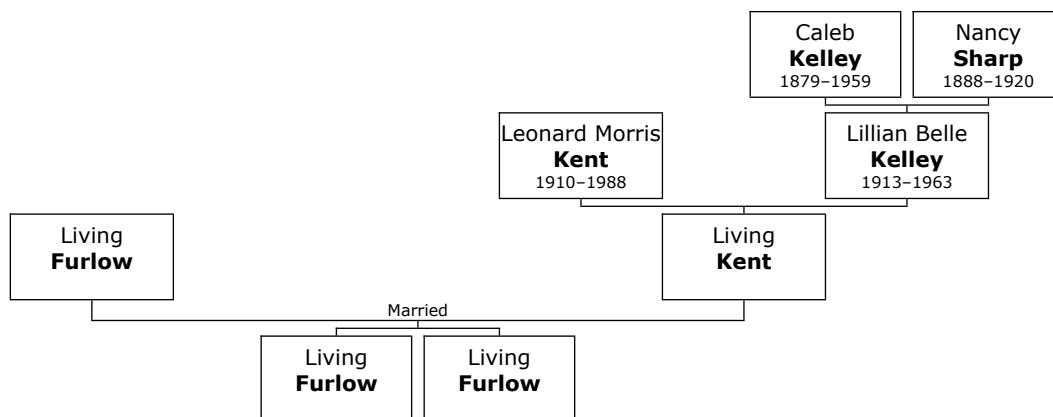 Caleb
Kelley
1879–1959
Nancy
Sharp
1888–1920
Leonard Morris
Kent
1910–1988
Lillian Belle
Kelley
1913–1963
Living
Furlow
Living
Kent
Married
Living
Furlow
Living
Furlow